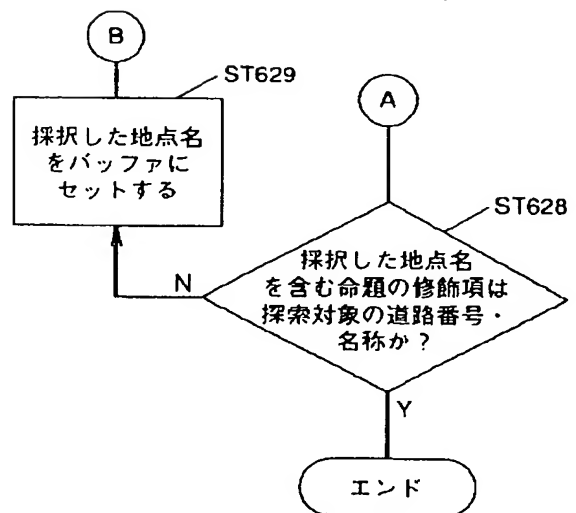 B
ST629
採択した地点名
をバッファに
セットする
A
ST628
採択した地点名
を含む命題の修飾項は
探索対象の道路番号・
名称か?
N
Y
エンド